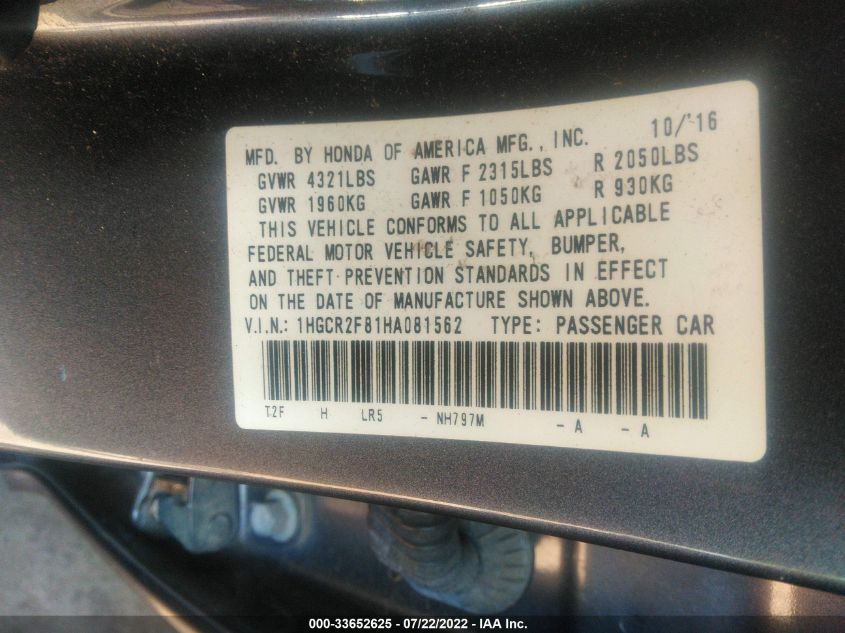 MFD. BY HONDA OF AMERICA MFG., INC. 10/'16
GVWR 4321LBS GAWR F 2315LBS R 2050LBS
GVWR 1960KG GAWR F 1050KG R 930KG
THIS VEHICLE CONFORMS TO ALL APPLICABLE
FEDERAL MOTOR VEHICLE SAFETY, BUMPER,
AND THEFT PREVENTION STANDARDS IN EFFECT
ON THE DATE OF MANUFACTURE SHOWN ABOVE.
V.I.N.: 1HGCR2F81HA081562 TYPE: PASSENGER CAR
T2F H LR5 - NH797M - A - A
000-33652625 - 07/22/2022 - IAA Inc.